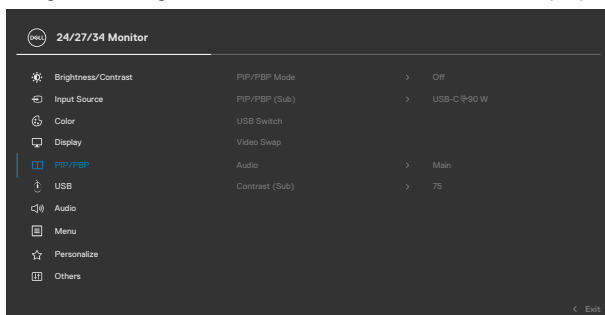 DELL 24/27/34 Monitor
Brightness/Contrast PIP/PBP Mode > Off
Input Source PIP/PBP (Sub) > USB-C 90 W
Color USB Switch
Display Video Swap
PIP/PBP Audio > Main
USB Contrast (Sub) > 75
Audio
Menu
Personalize
Others
< Exit